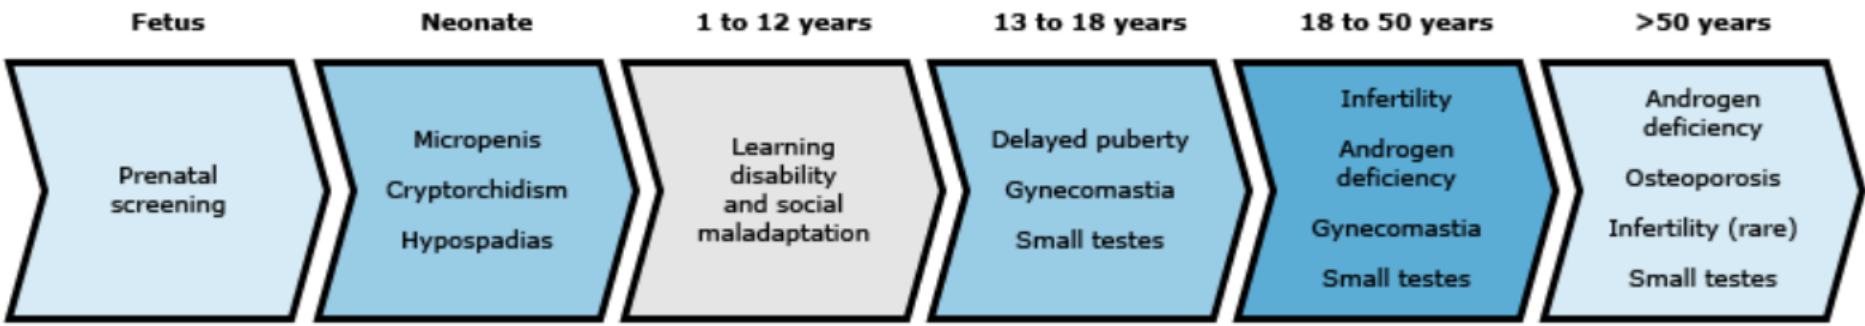 Fetus
Neonate
1 to 12 years
13 to 18 years
18 to 50 years
>50 years
Prenatal
screening
Micropenis
Cryptorchidism
Hypospadias
Learning
disability
and social
maladaptation
Delayed puberty
Gynecomastia
Small testes
Infertility
Androgen
deficiency
Gynecomastia
Small testes
Androgen
deficiency
Osteoporosis
Infertility (rare)
Small testes